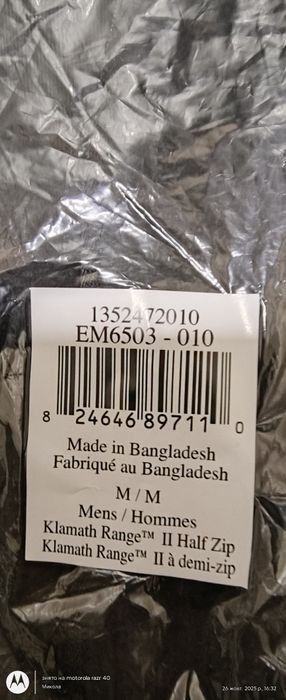 1352472010
EM6503 - 010
8 24646 89711 0
Made in Bangladesh
Fabriqué au Bangladesh
M / M
Mens / Hommes
Klamath Range™ II Half Zip
Klamath Range™ II à demi-zip
знято на motorola razr 40
Микола
26 жовт. 2025 р., 16:32